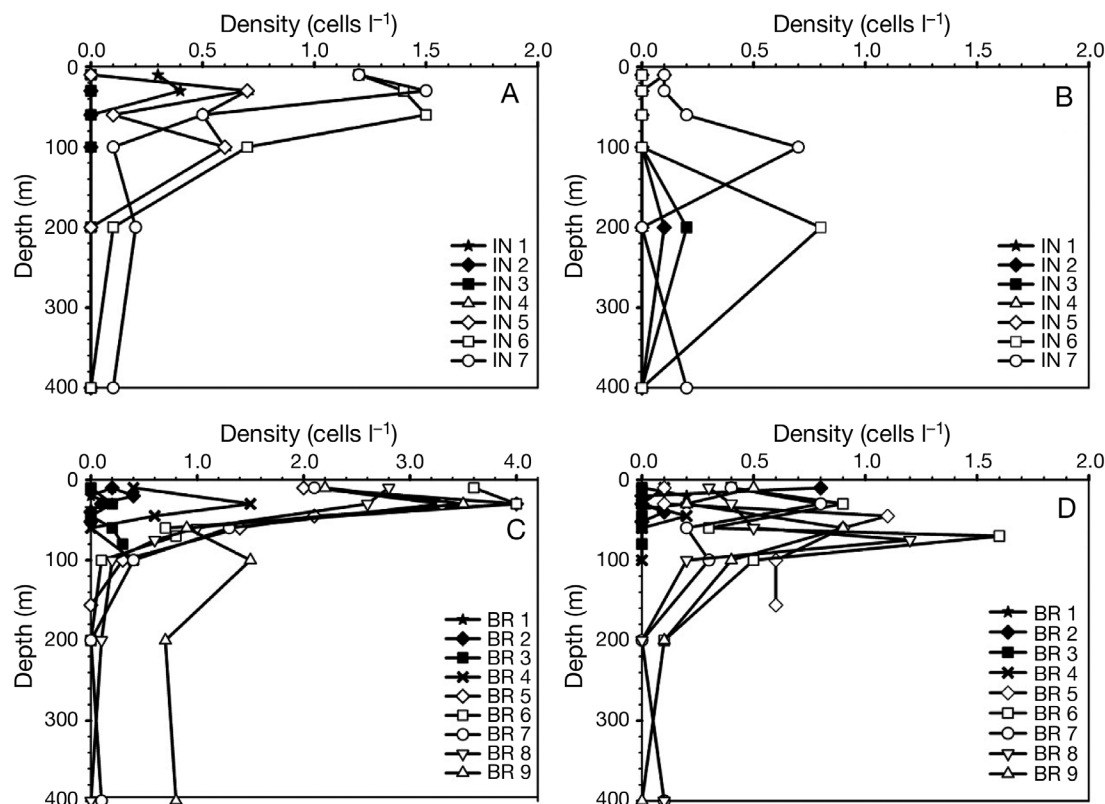 Density (cells l⁻¹)
0.0 0.5 1.0 1.5 2.0
0
100
200
300
400
Depth (m)
A
IN 1
IN 2
IN 3
IN 4
IN 5
IN 6
IN 7
Density (cells l⁻¹)
0.0 0.5 1.0 1.5 2.0
0
100
200
300
400
Depth (m)
B
IN 1
IN 2
IN 3
IN 4
IN 5
IN 6
IN 7
Density (cells l⁻¹)
0.0 1.0 2.0 3.0 4.0
0
100
200
300
400
Depth (m)
C
BR 1
BR 2
BR 3
BR 4
BR 5
BR 6
BR 7
BR 8
BR 9
Density (cells l⁻¹)
0.0 0.5 1.0 1.5 2.0
0
100
200
300
400
Depth (m)
D
BR 1
BR 2
BR 3
BR 4
BR 5
BR 6
BR 7
BR 8
BR 9